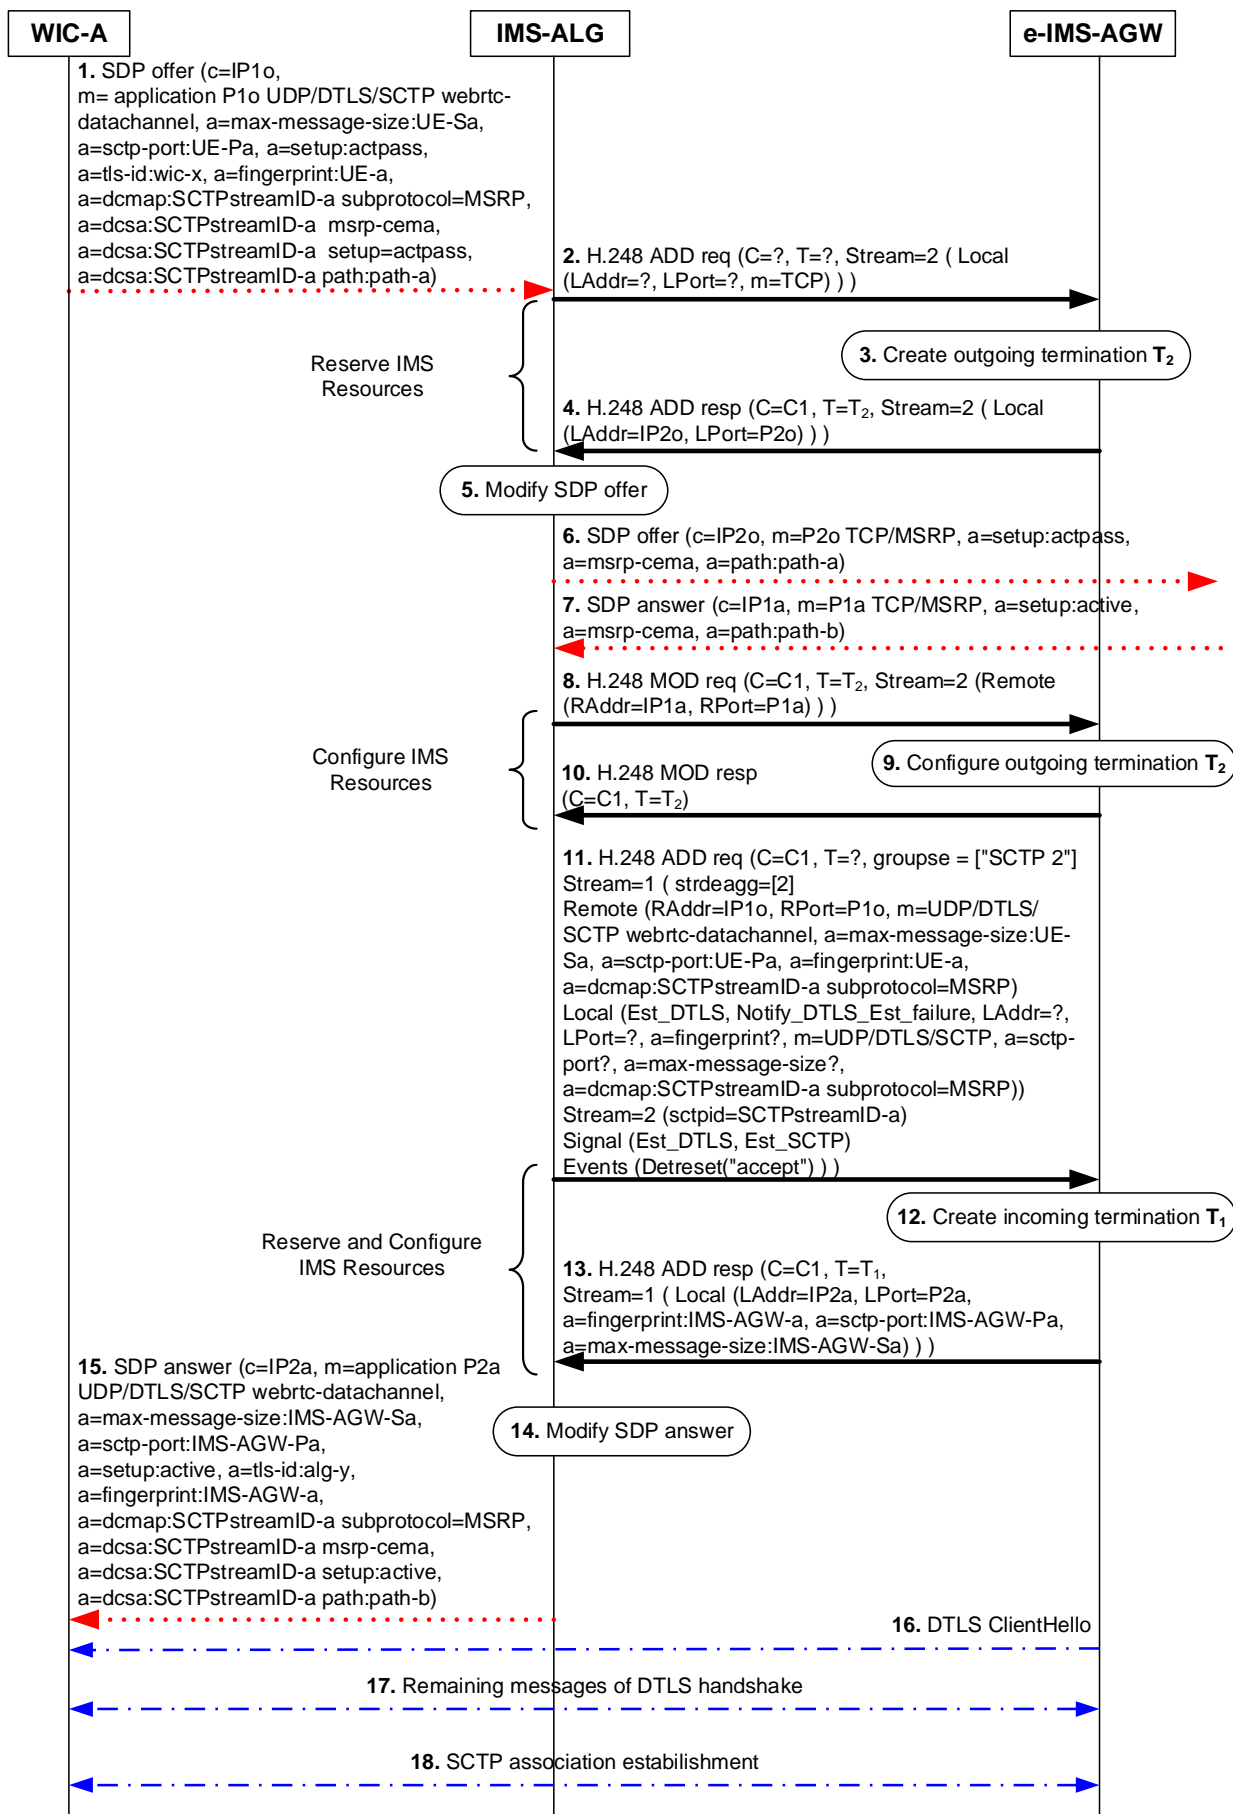 WIC-A
IMS-ALG
e-IMS-AGW
1. SDP offer (c=IP1o,
m= application P1o UDP/DTLS/SCTP webrtc-
datachannel, a=max-message-size:UE-Sa,
a=sctp-port:UE-Pa, a=setup:actpass,
a=tls-id:wic-x, a=fingerprint:UE-a,
a=dcmap:SCTPstreamID-a subprotocol=MSRP,
a=dcsa:SCTPstreamID-a  msrp-cema,
a=dcsa:SCTPstreamID-a  setup=actpass,
a=dcsa:SCTPstreamID-a path:path-a)
2. H.248 ADD req (C=?, T=?, Stream=2 ( Local
(LAddr=?, LPort=?, m=TCP) ) )
Reserve IMS
Resources
3. Create outgoing termination T2
4. H.248 ADD resp (C=C1, T=T2, Stream=2 ( Local
(LAddr=IP2o, LPort=P2o) ) )
5. Modify SDP offer
6. SDP offer (c=IP2o, m=P2o TCP/MSRP, a=setup:actpass,
a=msrp-cema, a=path:path-a)
7. SDP answer (c=IP1a, m=P1a TCP/MSRP, a=setup:active,
a=msrp-cema, a=path:path-b)
8. H.248 MOD req (C=C1, T=T2, Stream=2 (Remote
(RAddr=IP1a, RPort=P1a) ) )
Configure IMS
Resources
9. Configure outgoing termination T2
10. H.248 MOD resp
(C=C1, T=T2)
11. H.248 ADD req (C=C1, T=?, groupse = ["SCTP 2"]
Stream=1 ( strdeagg=[2]
Remote (RAddr=IP1o, RPort=P1o, m=UDP/DTLS/
SCTP webrtc-datachannel, a=max-message-size:UE-
Sa, a=sctp-port:UE-Pa, a=fingerprint:UE-a,
a=dcmap:SCTPstreamID-a subprotocol=MSRP)
Local (Est_DTLS, Notify_DTLS_Est_failure, LAddr=?,
LPort=?, a=fingerprint?, m=UDP/DTLS/SCTP, a=sctp-
port?, a=max-message-size?,
a=dcmap:SCTPstreamID-a subprotocol=MSRP))
Stream=2 (sctpid=SCTPstreamID-a)
Signal (Est_DTLS, Est_SCTP)
Events (Detreset("accept") ) )
12. Create incoming termination T1
Reserve and Configure
IMS Resources
13. H.248 ADD resp (C=C1, T=T1,
Stream=1 ( Local (LAddr=IP2a, LPort=P2a,
a=fingerprint:IMS-AGW-a, a=sctp-port:IMS-AGW-Pa,
a=max-message-size:IMS-AGW-Sa) ) )
14. Modify SDP answer
15. SDP answer (c=IP2a, m=application P2a
UDP/DTLS/SCTP webrtc-datachannel,
a=max-message-size:IMS-AGW-Sa,
a=sctp-port:IMS-AGW-Pa,
a=setup:active, a=tls-id:alg-y,
a=fingerprint:IMS-AGW-a,
a=dcmap:SCTPstreamID-a subprotocol=MSRP,
a=dcsa:SCTPstreamID-a msrp-cema,
a=dcsa:SCTPstreamID-a setup:active,
a=dcsa:SCTPstreamID-a path:path-b)
16. DTLS ClientHello
17. Remaining messages of DTLS handshake
18. SCTP association estabilishment